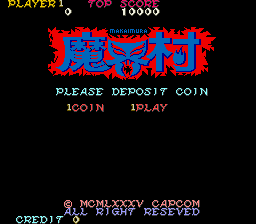 PLAYER1 TOP SCORE
0 10000
MAKAIMURA
魔界村
PLEASE DEPOSIT COIN
1COIN 1PLAY
© MCMLXXXV CAPCOM
ALL RIGHT RESEVED
CREDIT 0